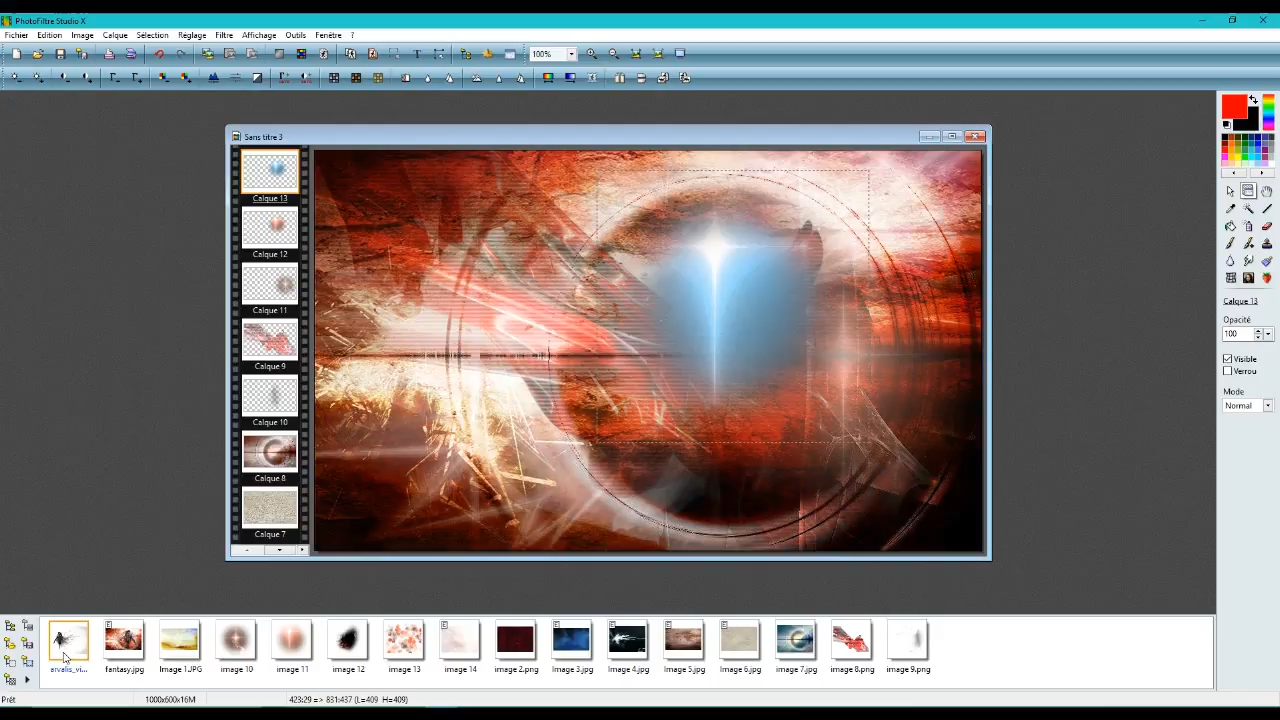 PhotoFiltre Studio X
Fichier Edition Image Calque Sélection Réglage Filtre Affichage Outils Fenêtre ?
100%
Sans titre 3
Calque 13
Calque 12
Calque 11
Calque 9
Calque 10
Calque 8
Calque 7
Calque 13
Opacité
100
Visible
Verrou
Mode
Normal
arvalis_vi... fantasy.jpg Image 1.JPG image 10 image 11 image 12 image 13 image 14 image 2.png Image 3.jpg Image 4.jpg Image 5.jpg Image 6.jpg image 7.jpg image 8.png image 9.png
Prêt 1000x600x16M 423:29 => 831:437 (L=409 H=409)